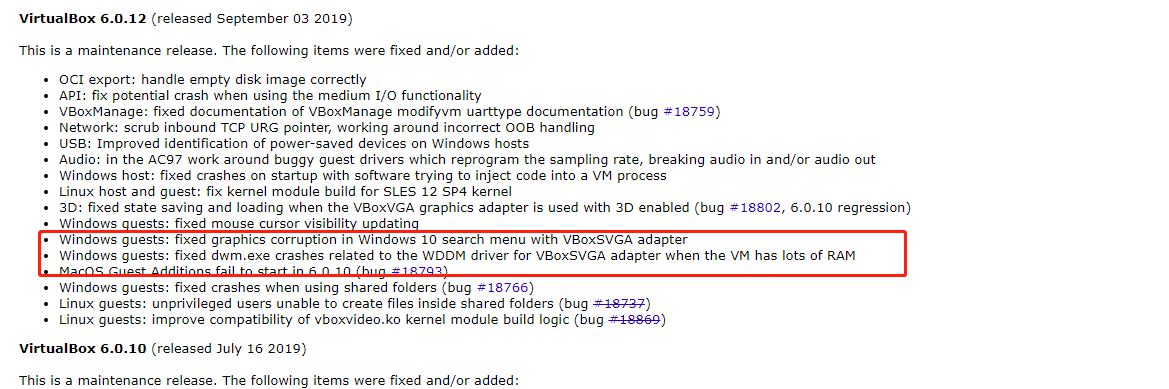 VirtualBox 6.0.12 (released September 03 2019)
This is a maintenance release. The following items were fixed and/or added:
• OCI export: handle empty disk image correctly
• API: fix potential crash when using the medium I/O functionality
• VBoxManage: fixed documentation of VBoxManage modifyvm uarttype documentation (bug #18759)
• Network: scrub inbound TCP URG pointer, working around incorrect OOB handling
• USB: Improved identification of power-saved devices on Windows hosts
• Audio: in the AC97 work around buggy guest drivers which reprogram the sampling rate, breaking audio in and/or audio out
• Windows host: fixed crashes on startup with software trying to inject code into a VM process
• Linux host and guest: fix kernel module build for SLES 12 SP4 kernel
• 3D: fixed state saving and loading when the VBoxVGA graphics adapter is used with 3D enabled (bug #18802, 6.0.10 regression)
• Windows guests: fixed mouse cursor visibility updating
• Windows guests: fixed graphics corruption in Windows 10 search menu with VBoxSVGA adapter
• Windows guests: fixed dwm.exe crashes related to the WDDM driver for VBoxSVGA adapter when the VM has lots of RAM
• MacOS Guest Additions fail to start in 6.0.10 (bug #18793)
• Windows guests: fixed crashes when using shared folders (bug #18766)
• Linux guests: unprivileged users unable to create files inside shared folders (bug #18737)
• Linux guests: improve compatibility of vboxvideo.ko kernel module build logic (bug #18869)
VirtualBox 6.0.10 (released July 16 2019)
This is a maintenance release. The following items were fixed and/or added: